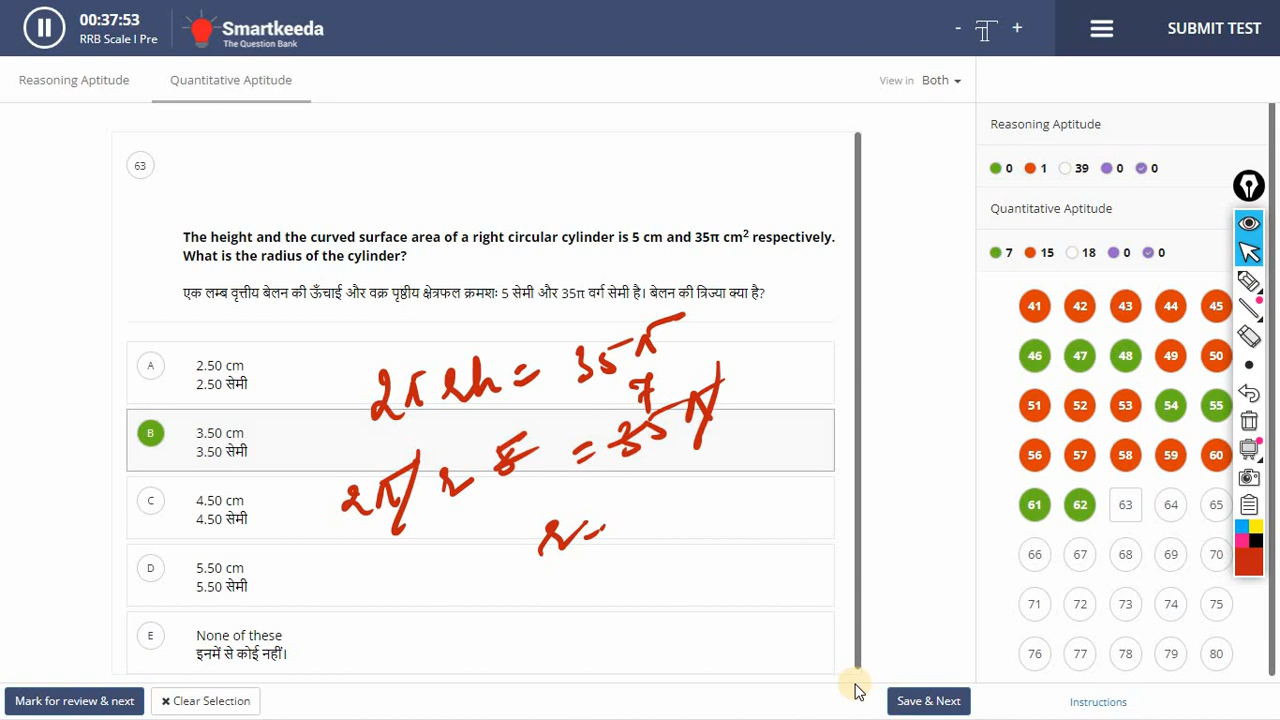 00:37:53
RRB Scale I Pre
Smartkeeda
The Question Bank
- T +
SUBMIT TEST
Reasoning Aptitude
Quantitative Aptitude
View in Both
63
The height and the curved surface area of a right circular cylinder is 5 cm and 35π cm² respectively.
What is the radius of the cylinder?
एक लम्ब वृत्तीय बेलन की ऊँचाई और वक्र पृष्ठीय क्षेत्रफल क्रमशः 5 सेमी और 35π वर्ग सेमी है। बेलन की त्रिज्या क्या है?
A
2.50 cm
2.50 सेमी
B
3.50 cm
3.50 सेमी
C
4.50 cm
4.50 सेमी
D
5.50 cm
5.50 सेमी
E
None of these
इनमें से कोई नहीं।
2π rh = 35π
7
2π r 5 = 35 π
r=
Mark for review & next
Clear Selection
Save & Next
Reasoning Aptitude
0 1 39 0 0
Quantitative Aptitude
7 15 18 0 0
41 42 43 44 45
46 47 48 49 50
51 52 53 54 55
56 57 58 59 60
61 62 63 64 65
66 67 68 69 70
71 72 73 74 75
76 77 78 79 80
Instructions